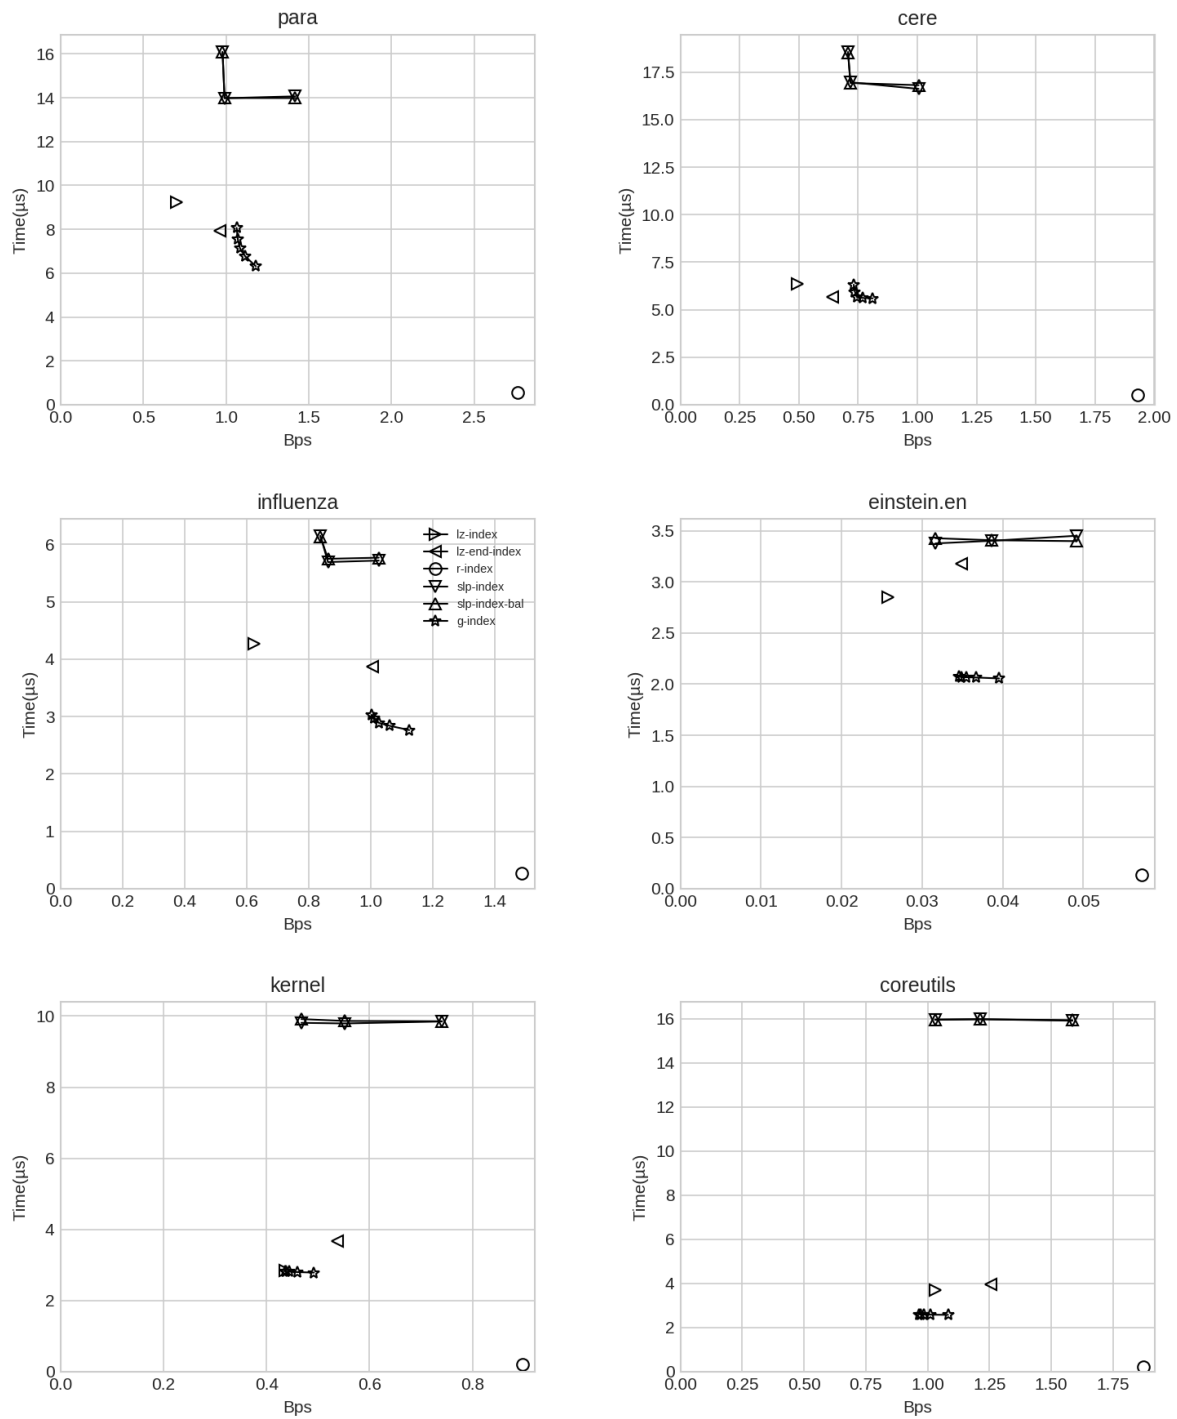 para
16
14
12
10
8
6
4
2
0
0.0 0.5 1.0 1.5 2.0 2.5
Time(µs)
Bps
cere
17.5
15.0
12.5
10.0
7.5
5.0
2.5
0.0
0.00 0.25 0.50 0.75 1.00 1.25 1.50 1.75 2.00
Time(µs)
Bps
influenza
6
5
4
3
2
1
0
0.0 0.2 0.4 0.6 0.8 1.0 1.2 1.4
Time(µs)
Bps
lz-index
lz-end-index
r-index
slp-index
slp-index-bal
g-index
einstein.en
3.5
3.0
2.5
2.0
1.5
1.0
0.5
0.0
0.00 0.01 0.02 0.03 0.04 0.05
Time(µs)
Bps
kernel
10
8
6
4
2
0
0.0 0.2 0.4 0.6 0.8
Time(µs)
Bps
coreutils
16
14
12
10
8
6
4
2
0
0.00 0.25 0.50 0.75 1.00 1.25 1.50 1.75
Time(µs)
Bps